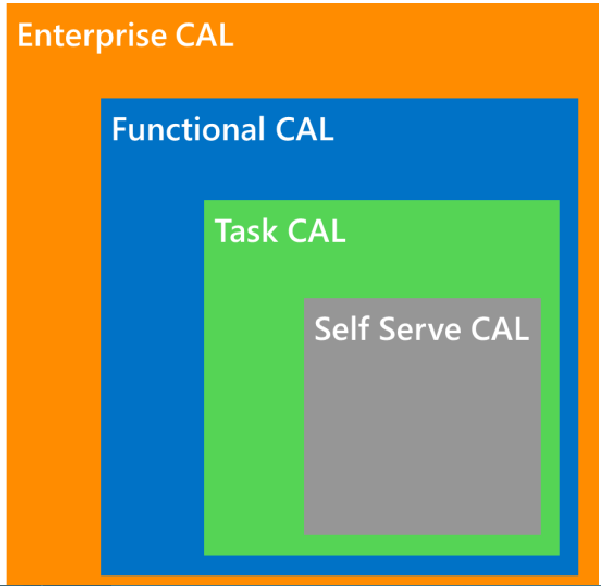 Enterprise CAL
Functional CAL
Task CAL
Self Serve CAL